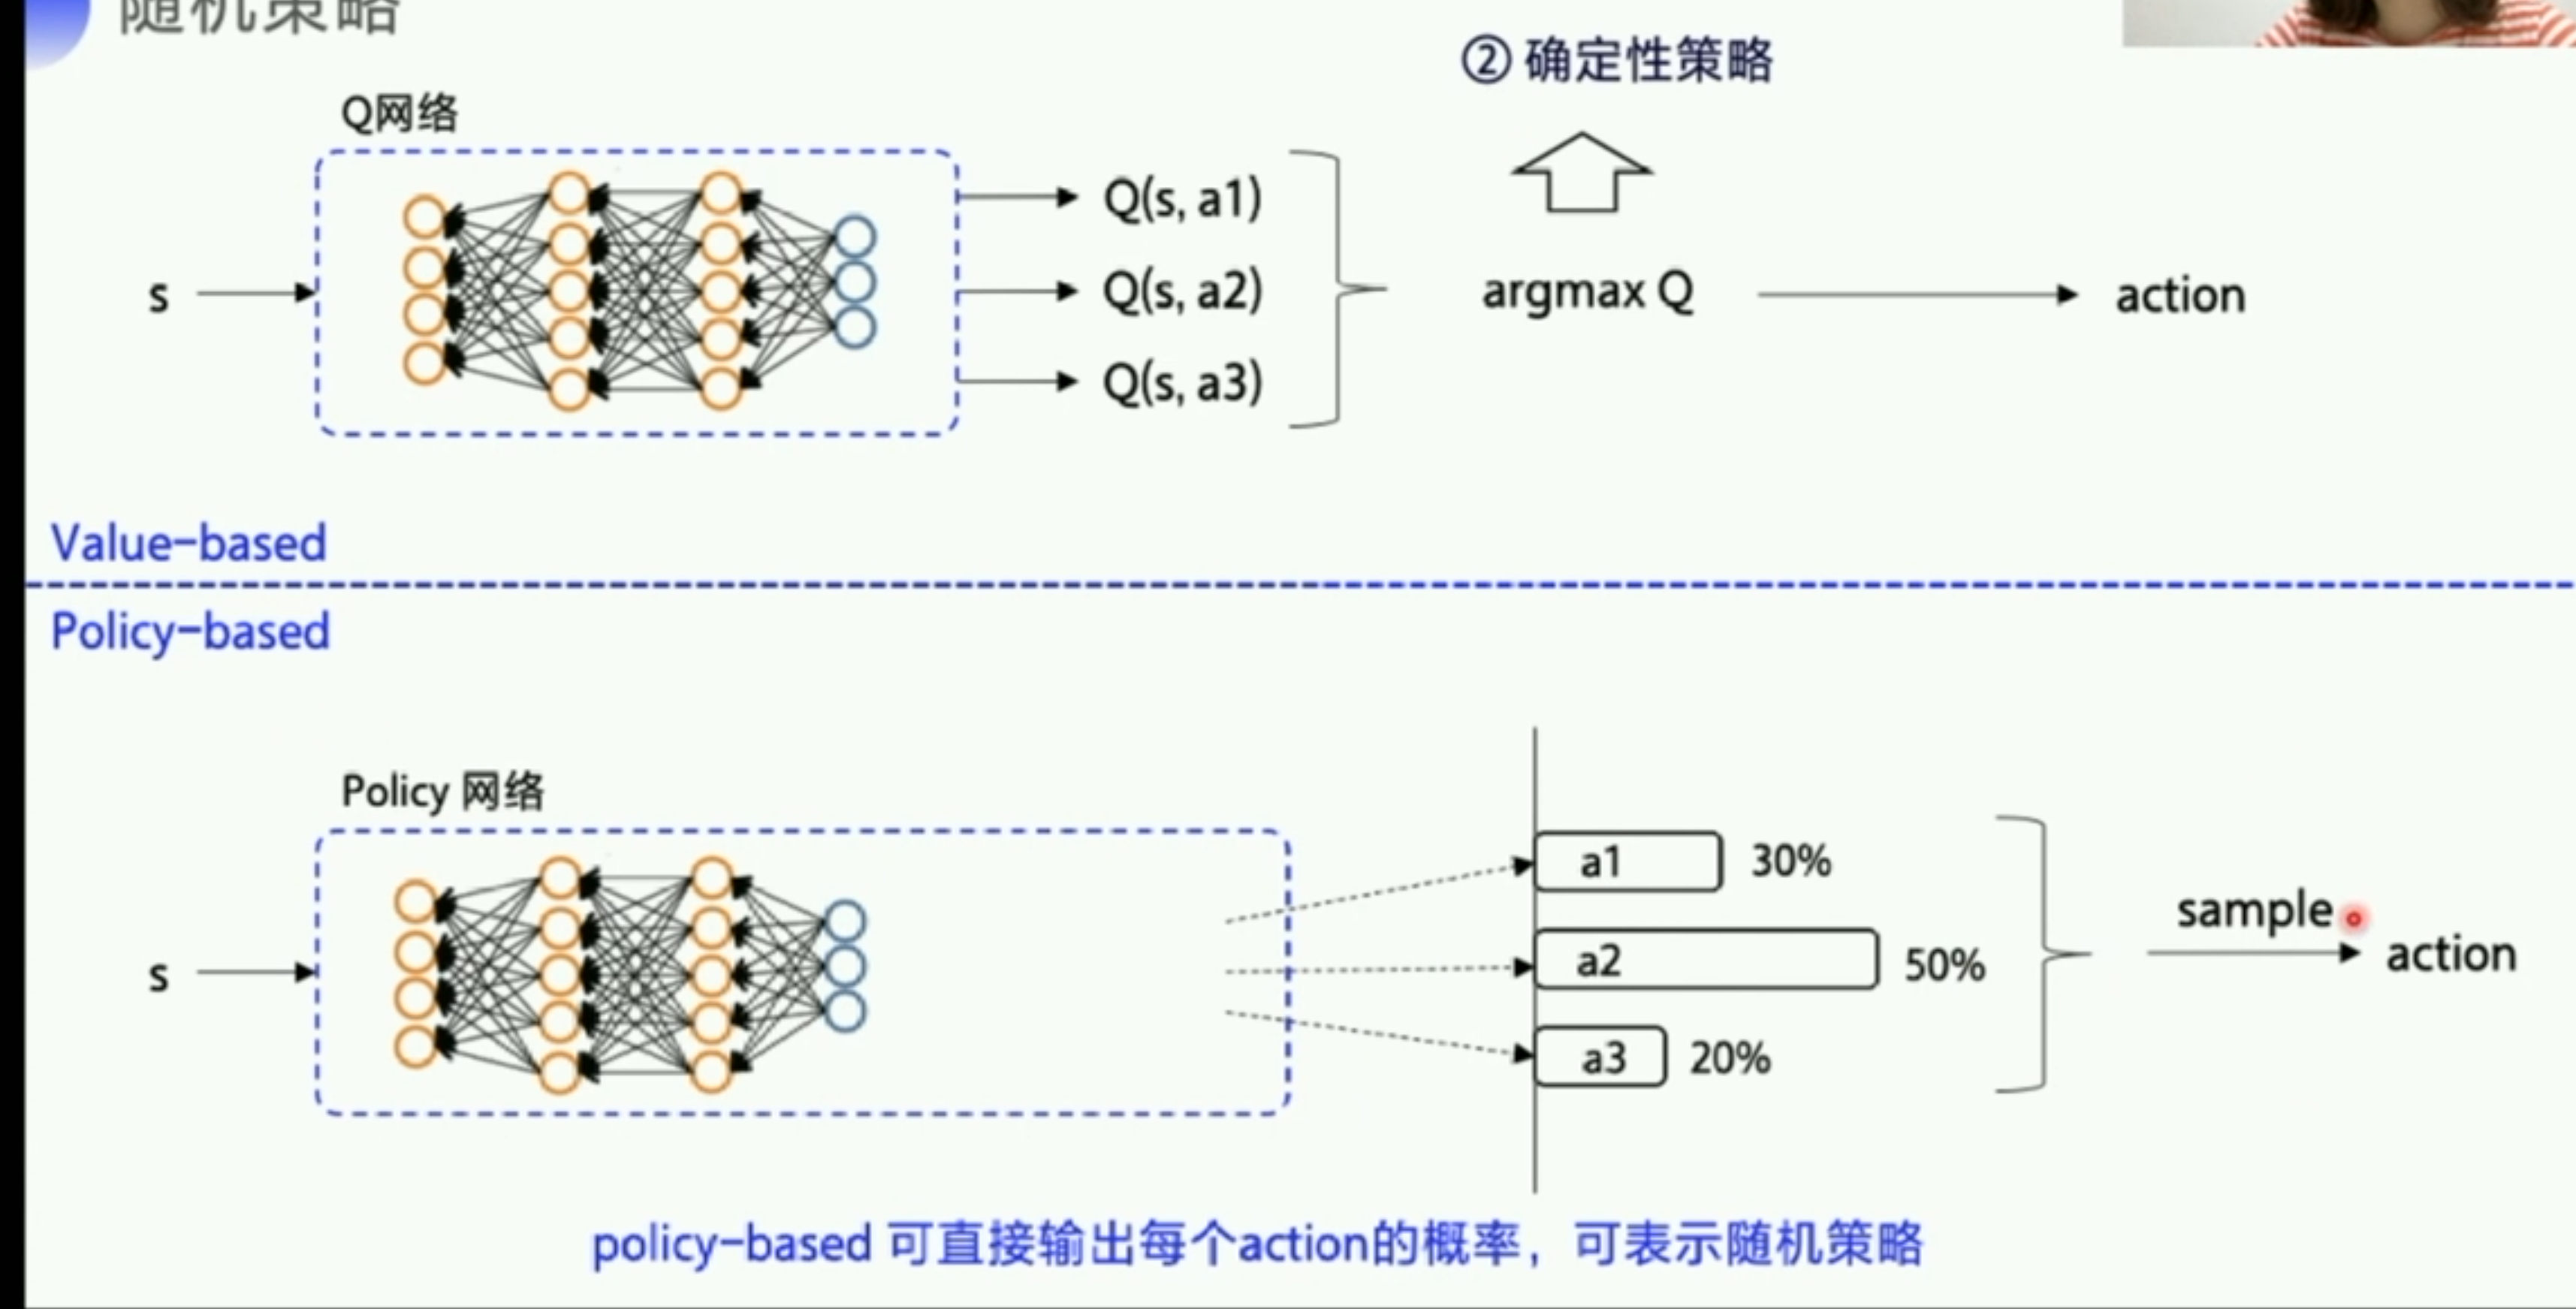 随机策略
② 确定性策略
Q网络
Q(s, a1)
s
Q(s, a2)
argmax Q
action
Q(s, a3)
Value-based
Policy-based
Policy 网络
a1 30%
sample
s
a2 50%
action
a3 20%
policy-based 可直接输出每个action的概率，可表示随机策略